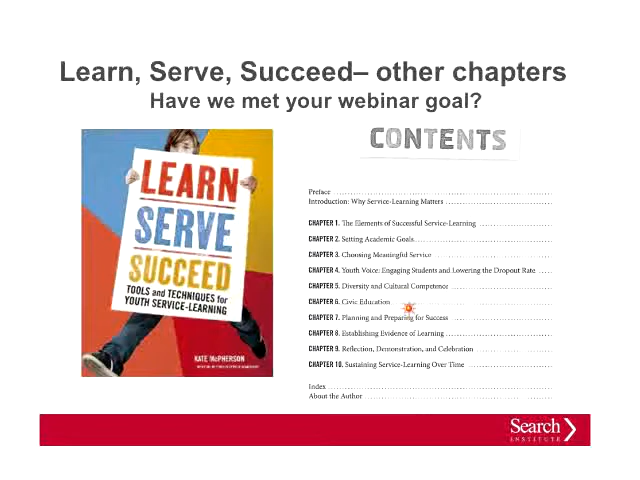 Learn, Serve, Succeed– other chapters
Have we met your webinar goal?
LEARN
SERVE
SUCCEED
TOOLS and TECHNIQUES for
YOUTH SERVICE-LEARNING
KATE McPHERSON
CONTENTS
Preface
Introduction: Why Service-Learning Matters
CHAPTER 1. The Elements of Successful Service-Learning
CHAPTER 2. Setting Academic Goals
CHAPTER 3. Choosing Meaningful Service
CHAPTER 4. Youth Voice: Engaging Students and Lowering the Dropout Rate
CHAPTER 5. Diversity and Cultural Competence
CHAPTER 6. Civic Education
CHAPTER 7. Planning and Preparing for Success
CHAPTER 8. Establishing Evidence of Learning
CHAPTER 9. Reflection, Demonstration, and Celebration
CHAPTER 10. Sustaining Service-Learning Over Time
Index
About the Author
Search
INSTITUTE